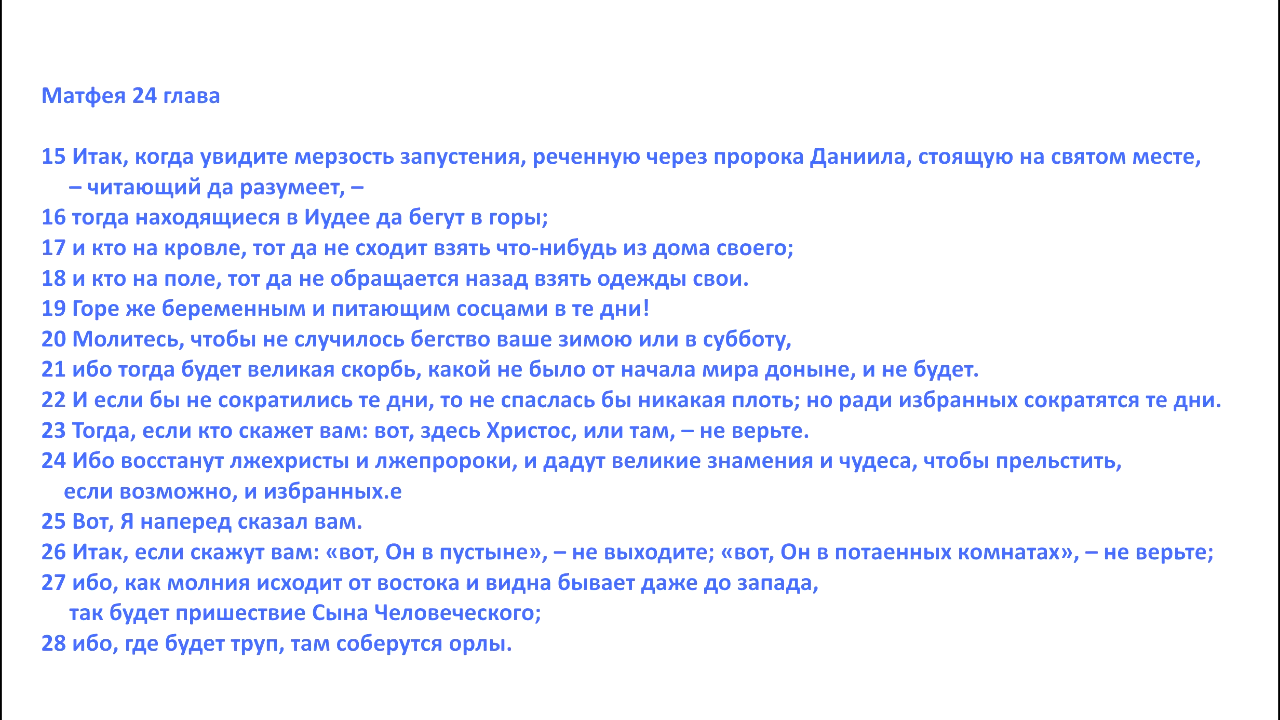 Матфея 24 глава
15 Итак, когда увидите мерзость запустения, реченную через пророка Даниила, стоящую на святом месте,
– читающий да разумеет, –
16 тогда находящиеся в Иудее да бегут в горы;
17 и кто на кровле, тот да не сходит взять что-нибудь из дома своего;
18 и кто на поле, тот да не обращается назад взять одежды свои.
19 Горе же беременным и питающим сосцами в те дни!
20 Молитесь, чтобы не случилось бегство ваше зимою или в субботу,
21 ибо тогда будет великая скорбь, какой не было от начала мира доныне, и не будет.
22 И если бы не сократились те дни, то не спаслась бы никакая плоть; но ради избранных сократятся те дни.
23 Тогда, если кто скажет вам: вот, здесь Христос, или там, – не верьте.
24 Ибо восстанут лжехристы и лжепророки, и дадут великие знамения и чудеса, чтобы прельстить,
если возможно, и избранных.е
25 Вот, Я наперед сказал вам.
26 Итак, если скажут вам: «вот, Он в пустыне», – не выходите; «вот, Он в потаенных комнатах», – не верьте;
27 ибо, как молния исходит от востока и видна бывает даже до запада,
так будет пришествие Сына Человеческого;
28 ибо, где будет труп, там соберутся орлы.